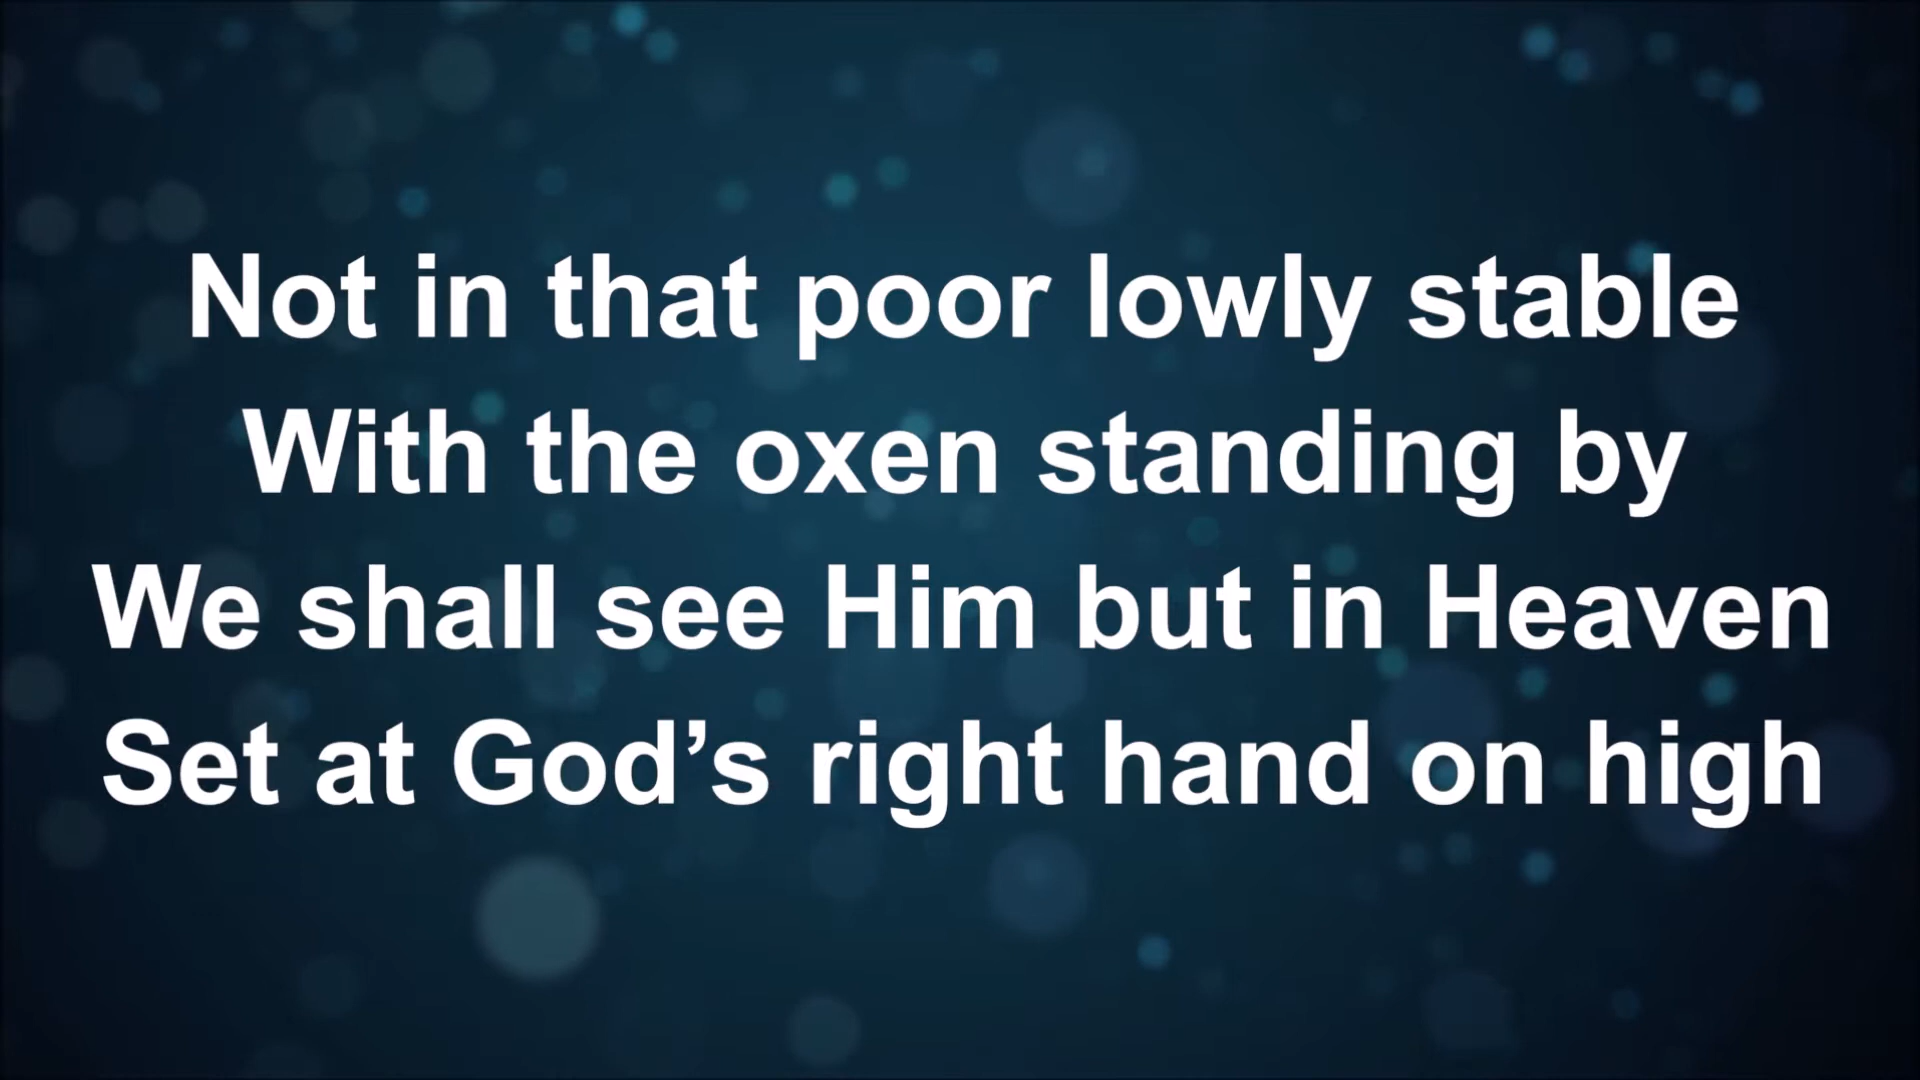 Not in that poor lowly stable
With the oxen standing by
We shall see Him but in Heaven
Set at God’s right hand on high